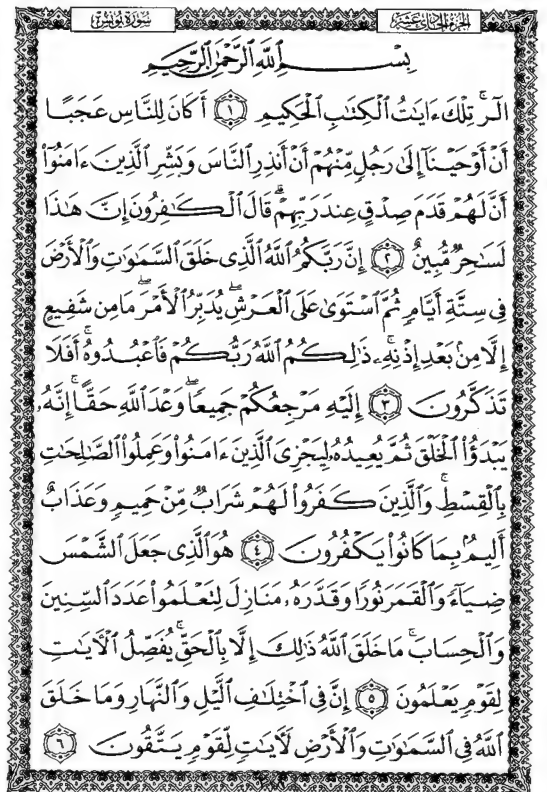 سورة يونس الجزء الحادي عشر
بِسْمِ ٱللَّهِ ٱلرَّحْمَٰنِ ٱلرَّحِيمِ
الٓر ۚ تِلْكَ ءَايَٰتُ ٱلْكِتَٰبِ ٱلْحَكِيمِ ١ أَكَانَ لِلنَّاسِ عَجَبًا
أَنْ أَوْحَيْنَآ إِلَىٰ رَجُلٍ مِّنْهُمْ أَنْ أَنذِرِ ٱلنَّاسَ وَبَشِّرِ ٱلَّذِينَ ءَامَنُوٓا۟
أَنَّ لَهُمْ قَدَمَ صِدْقٍ عِندَ رَبِّهِمْ ۗ قَالَ ٱلْكَٰفِرُونَ إِنَّ هَٰذَا
لَسَٰحِرٌ مُّبِينٌ ٢ إِنَّ رَبَّكُمُ ٱللَّهُ ٱلَّذِى خَلَقَ ٱلسَّمَٰوَٰتِ وَٱلْأَرْضَ
فِى سِتَّةِ أَيَّامٍ ثُمَّ ٱسْتَوَىٰ عَلَى ٱلْعَرْشِ ۖ يُدَبِّرُ ٱلْأَمْرَ ۖ مَا مِن شَفِيعٍ
إِلَّا مِنۢ بَعْدِ إِذْنِهِۦ ۚ ذَٰلِكُمُ ٱللَّهُ رَبُّكُمْ فَٱعْبُدُوهُ ۚ أَفَلَا
تَذَكَّرُونَ ٣ إِلَيْهِ مَرْجِعُكُمْ جَمِيعًا ۖ وَعْدَ ٱللَّهِ حَقًّا ۚ إِنَّهُۥ
يَبْدَؤُا۟ ٱلْخَلْقَ ثُمَّ يُعِيدُهُۥ لِيَجْزِىَ ٱلَّذِينَ ءَامَنُوا۟ وَعَمِلُوا۟ ٱلصَّٰلِحَٰتِ
بِٱلْقِسْطِ ۚ وَٱلَّذِينَ كَفَرُوا۟ لَهُمْ شَرَابٌ مِّنْ حَمِيمٍ وَعَذَابٌ
أَلِيمٌۢ بِمَا كَانُوا۟ يَكْفُرُونَ ٤ هُوَ ٱلَّذِى جَعَلَ ٱلشَّمْسَ
ضِيَآءً وَٱلْقَمَرَ نُورًا وَقَدَّرَهُۥ مَنَازِلَ لِتَعْلَمُوا۟ عَدَدَ ٱلسِّنِينَ
وَٱلْحِسَابَ ۚ مَا خَلَقَ ٱللَّهُ ذَٰلِكَ إِلَّا بِٱلْحَقِّ ۚ يُفَصِّلُ ٱلْءَايَٰتِ
لِقَوْمٍ يَعْلَمُونَ ٥ إِنَّ فِى ٱخْتِلَٰفِ ٱلَّيْلِ وَٱلنَّهَارِ وَمَا خَلَقَ
ٱللَّهُ فِى ٱلسَّمَٰوَٰتِ وَٱلْأَرْضِ لَءَايَٰتٍ لِّقَوْمٍ يَتَّقُونَ ٦